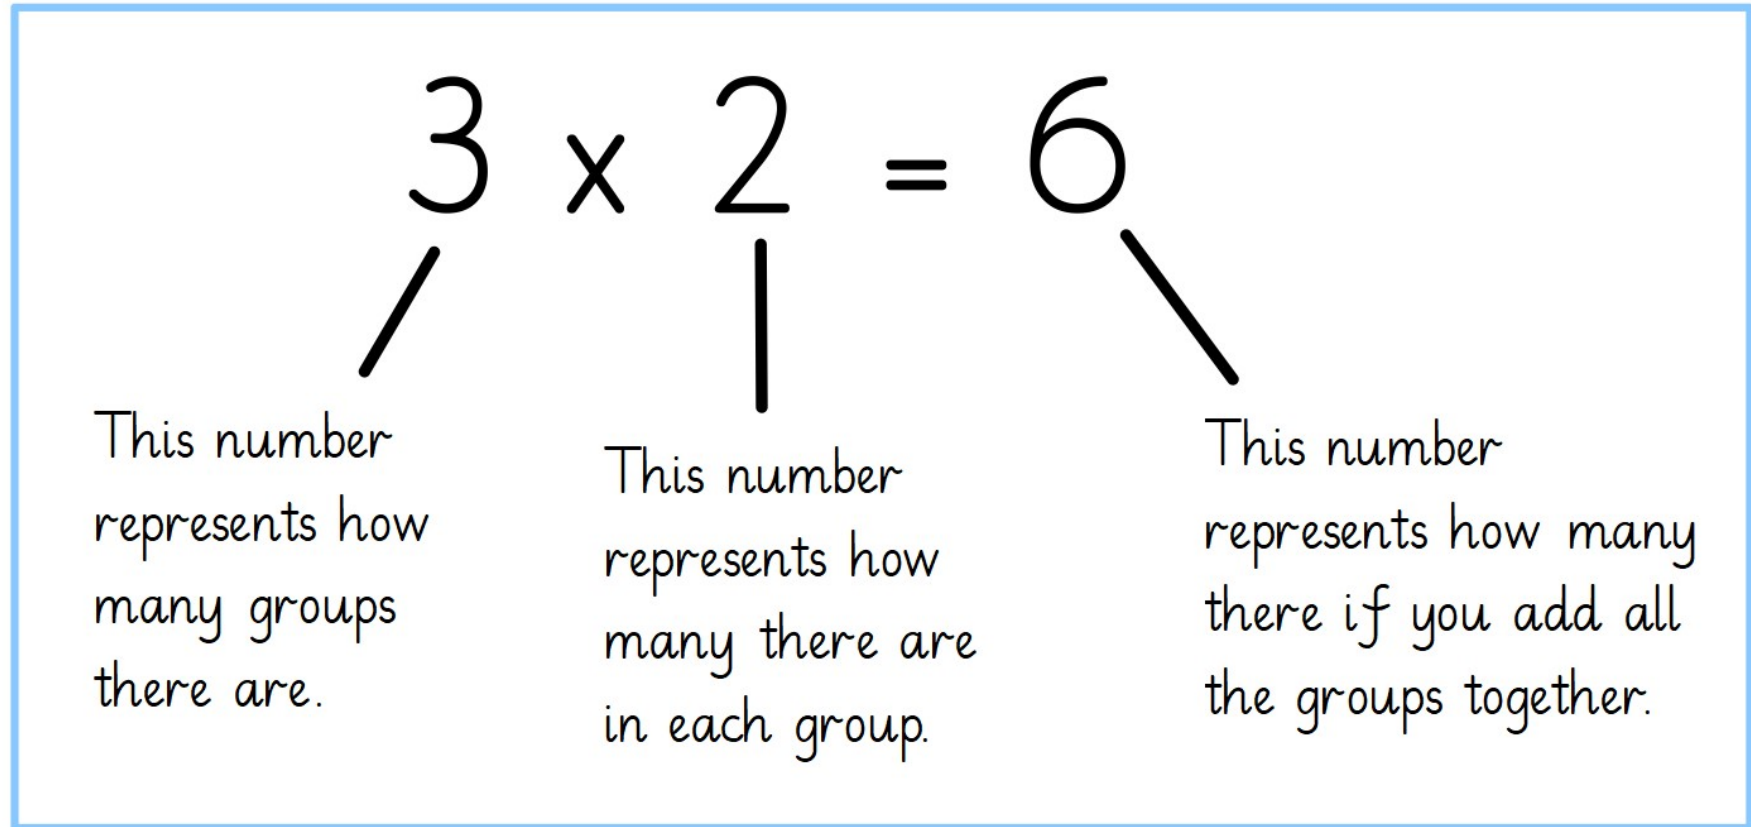 3 x 2 = 6
This number
represents how
many groups
there are.
This number
represents how
many there are
in each group.
This number
represents how many
there if you add all
the groups together.